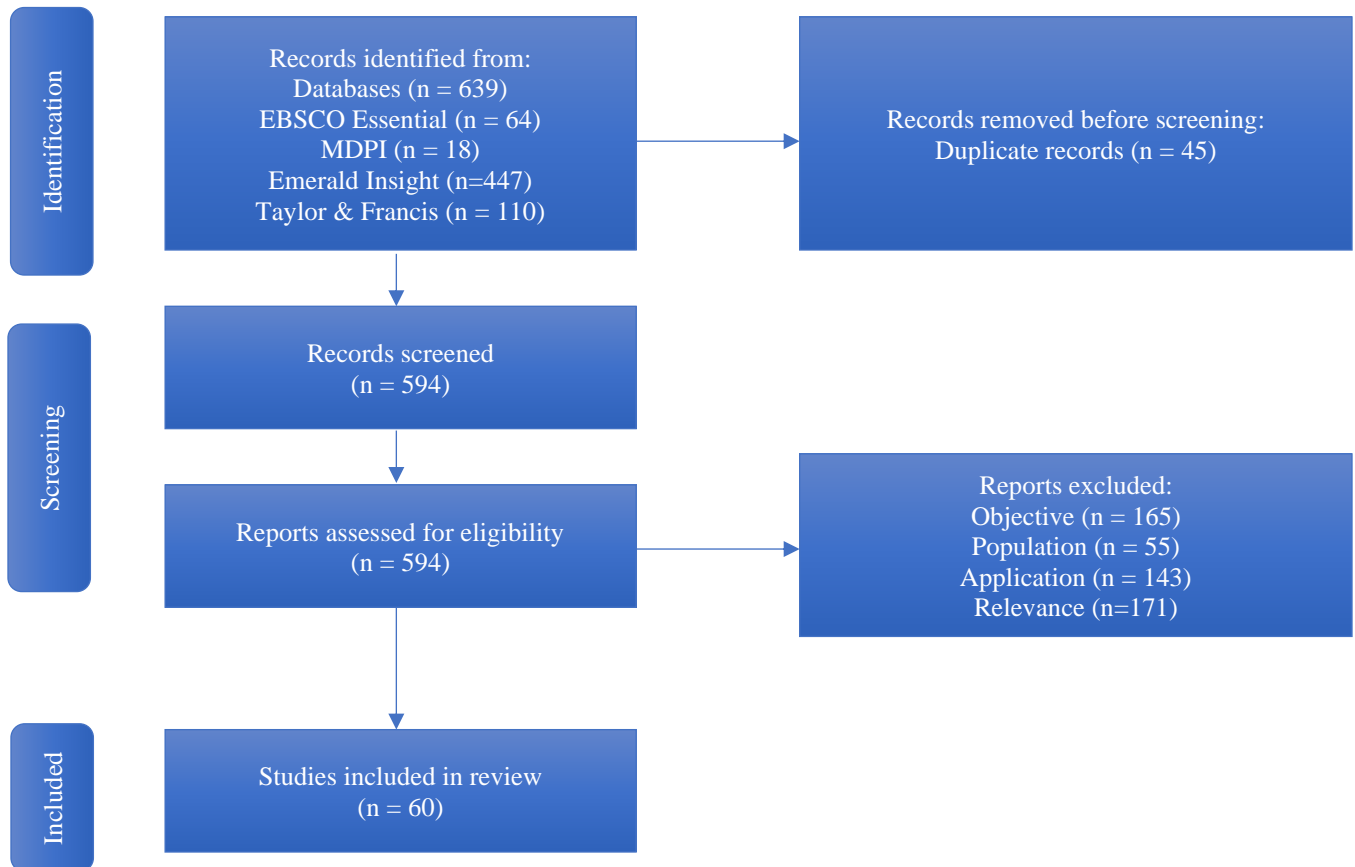 Identification
Records identified from:
Databases (n = 639)
EBSCO Essential (n = 64)
MDPI (n = 18)
Emerald Insight (n=447)
Taylor & Francis (n = 110)
Records removed before screening:
Duplicate records (n = 45)
Screening
Records screened
(n = 594)
Reports assessed for eligibility
(n = 594)
Reports excluded:
Objective (n = 165)
Population (n = 55)
Application (n = 143)
Relevance (n=171)
Included
Studies included in review
(n = 60)